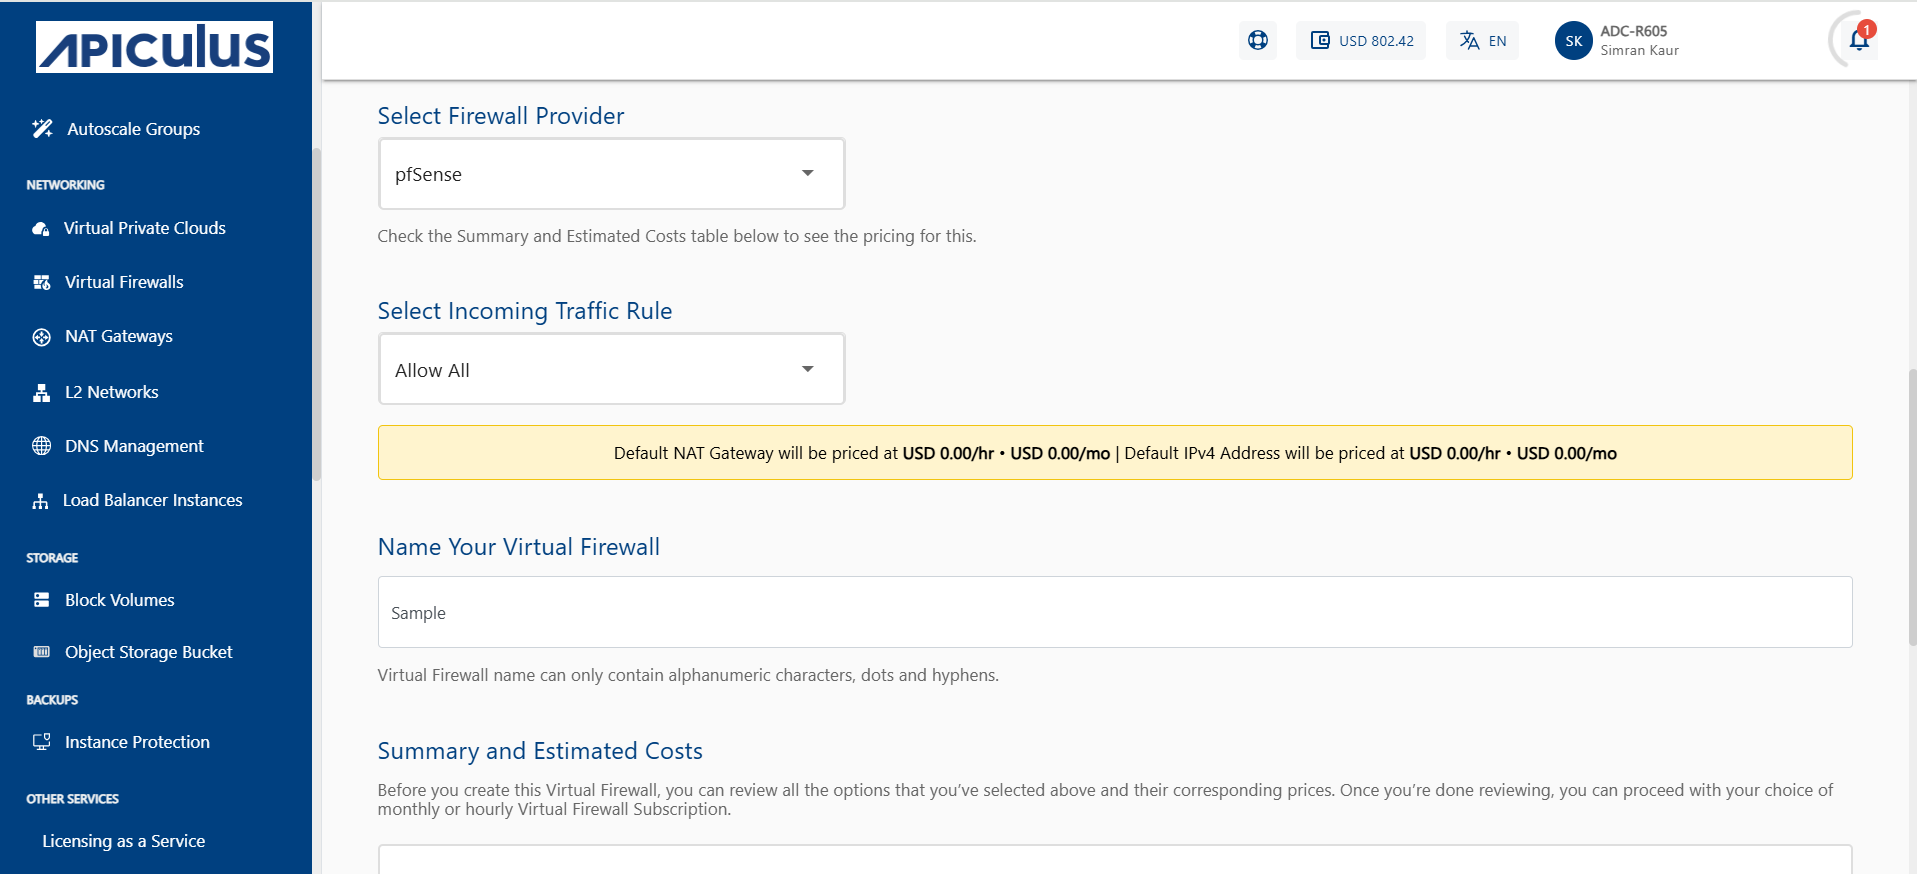 APICULUS
USD 802.42
EN
SK
ADC-R605
Simran Kaur
1
Autoscale Groups
NETWORKING
Virtual Private Clouds
Virtual Firewalls
NAT Gateways
L2 Networks
DNS Management
Load Balancer Instances
STORAGE
Block Volumes
Object Storage Bucket
BACKUPS
Instance Protection
OTHER SERVICES
Licensing as a Service
Select Firewall Provider
pfSense
Check the Summary and Estimated Costs table below to see the pricing for this.
Select Incoming Traffic Rule
Allow All
Default NAT Gateway will be priced at USD 0.00/hr • USD 0.00/mo | Default IPv4 Address will be priced at USD 0.00/hr • USD 0.00/mo
Name Your Virtual Firewall
Sample
Virtual Firewall name can only contain alphanumeric characters, dots and hyphens.
Summary and Estimated Costs
Before you create this Virtual Firewall, you can review all the options that you've selected above and their corresponding prices. Once you're done reviewing, you can proceed with your choice of
monthly or hourly Virtual Firewall Subscription.